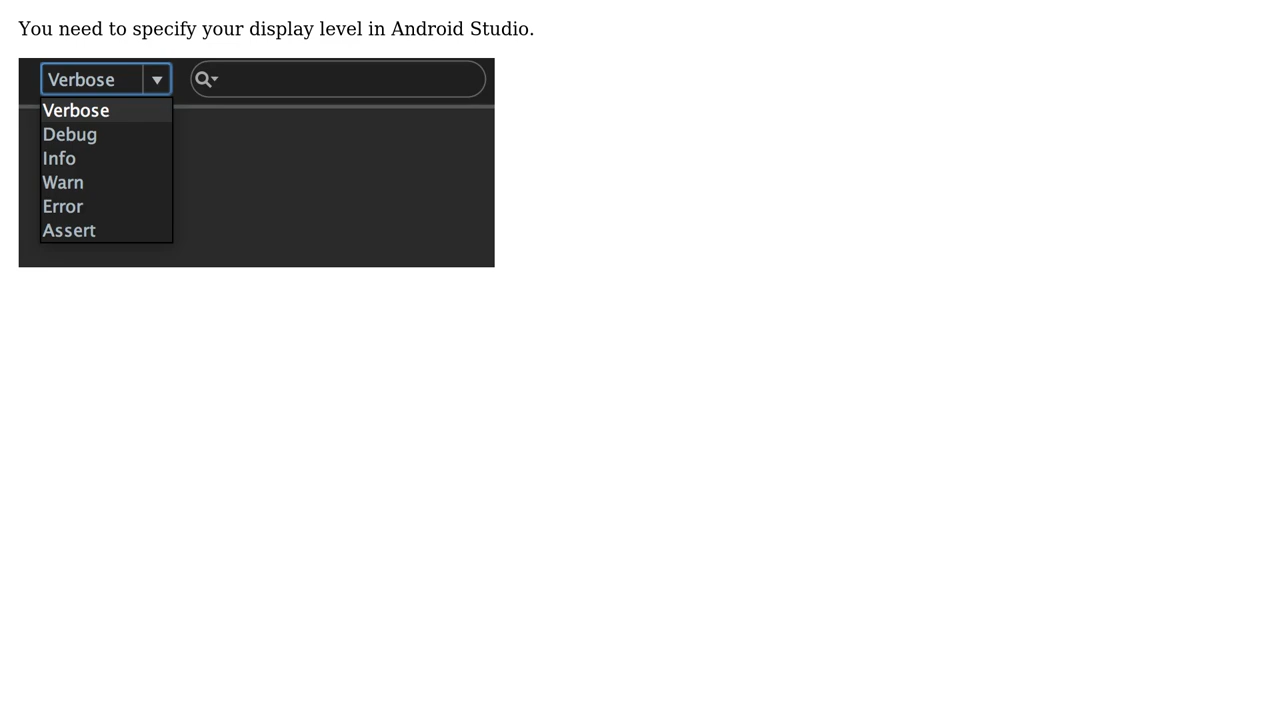 You need to specify your display level in Android Studio.
Verbose
Verbose
Debug
Info
Warn
Error
Assert